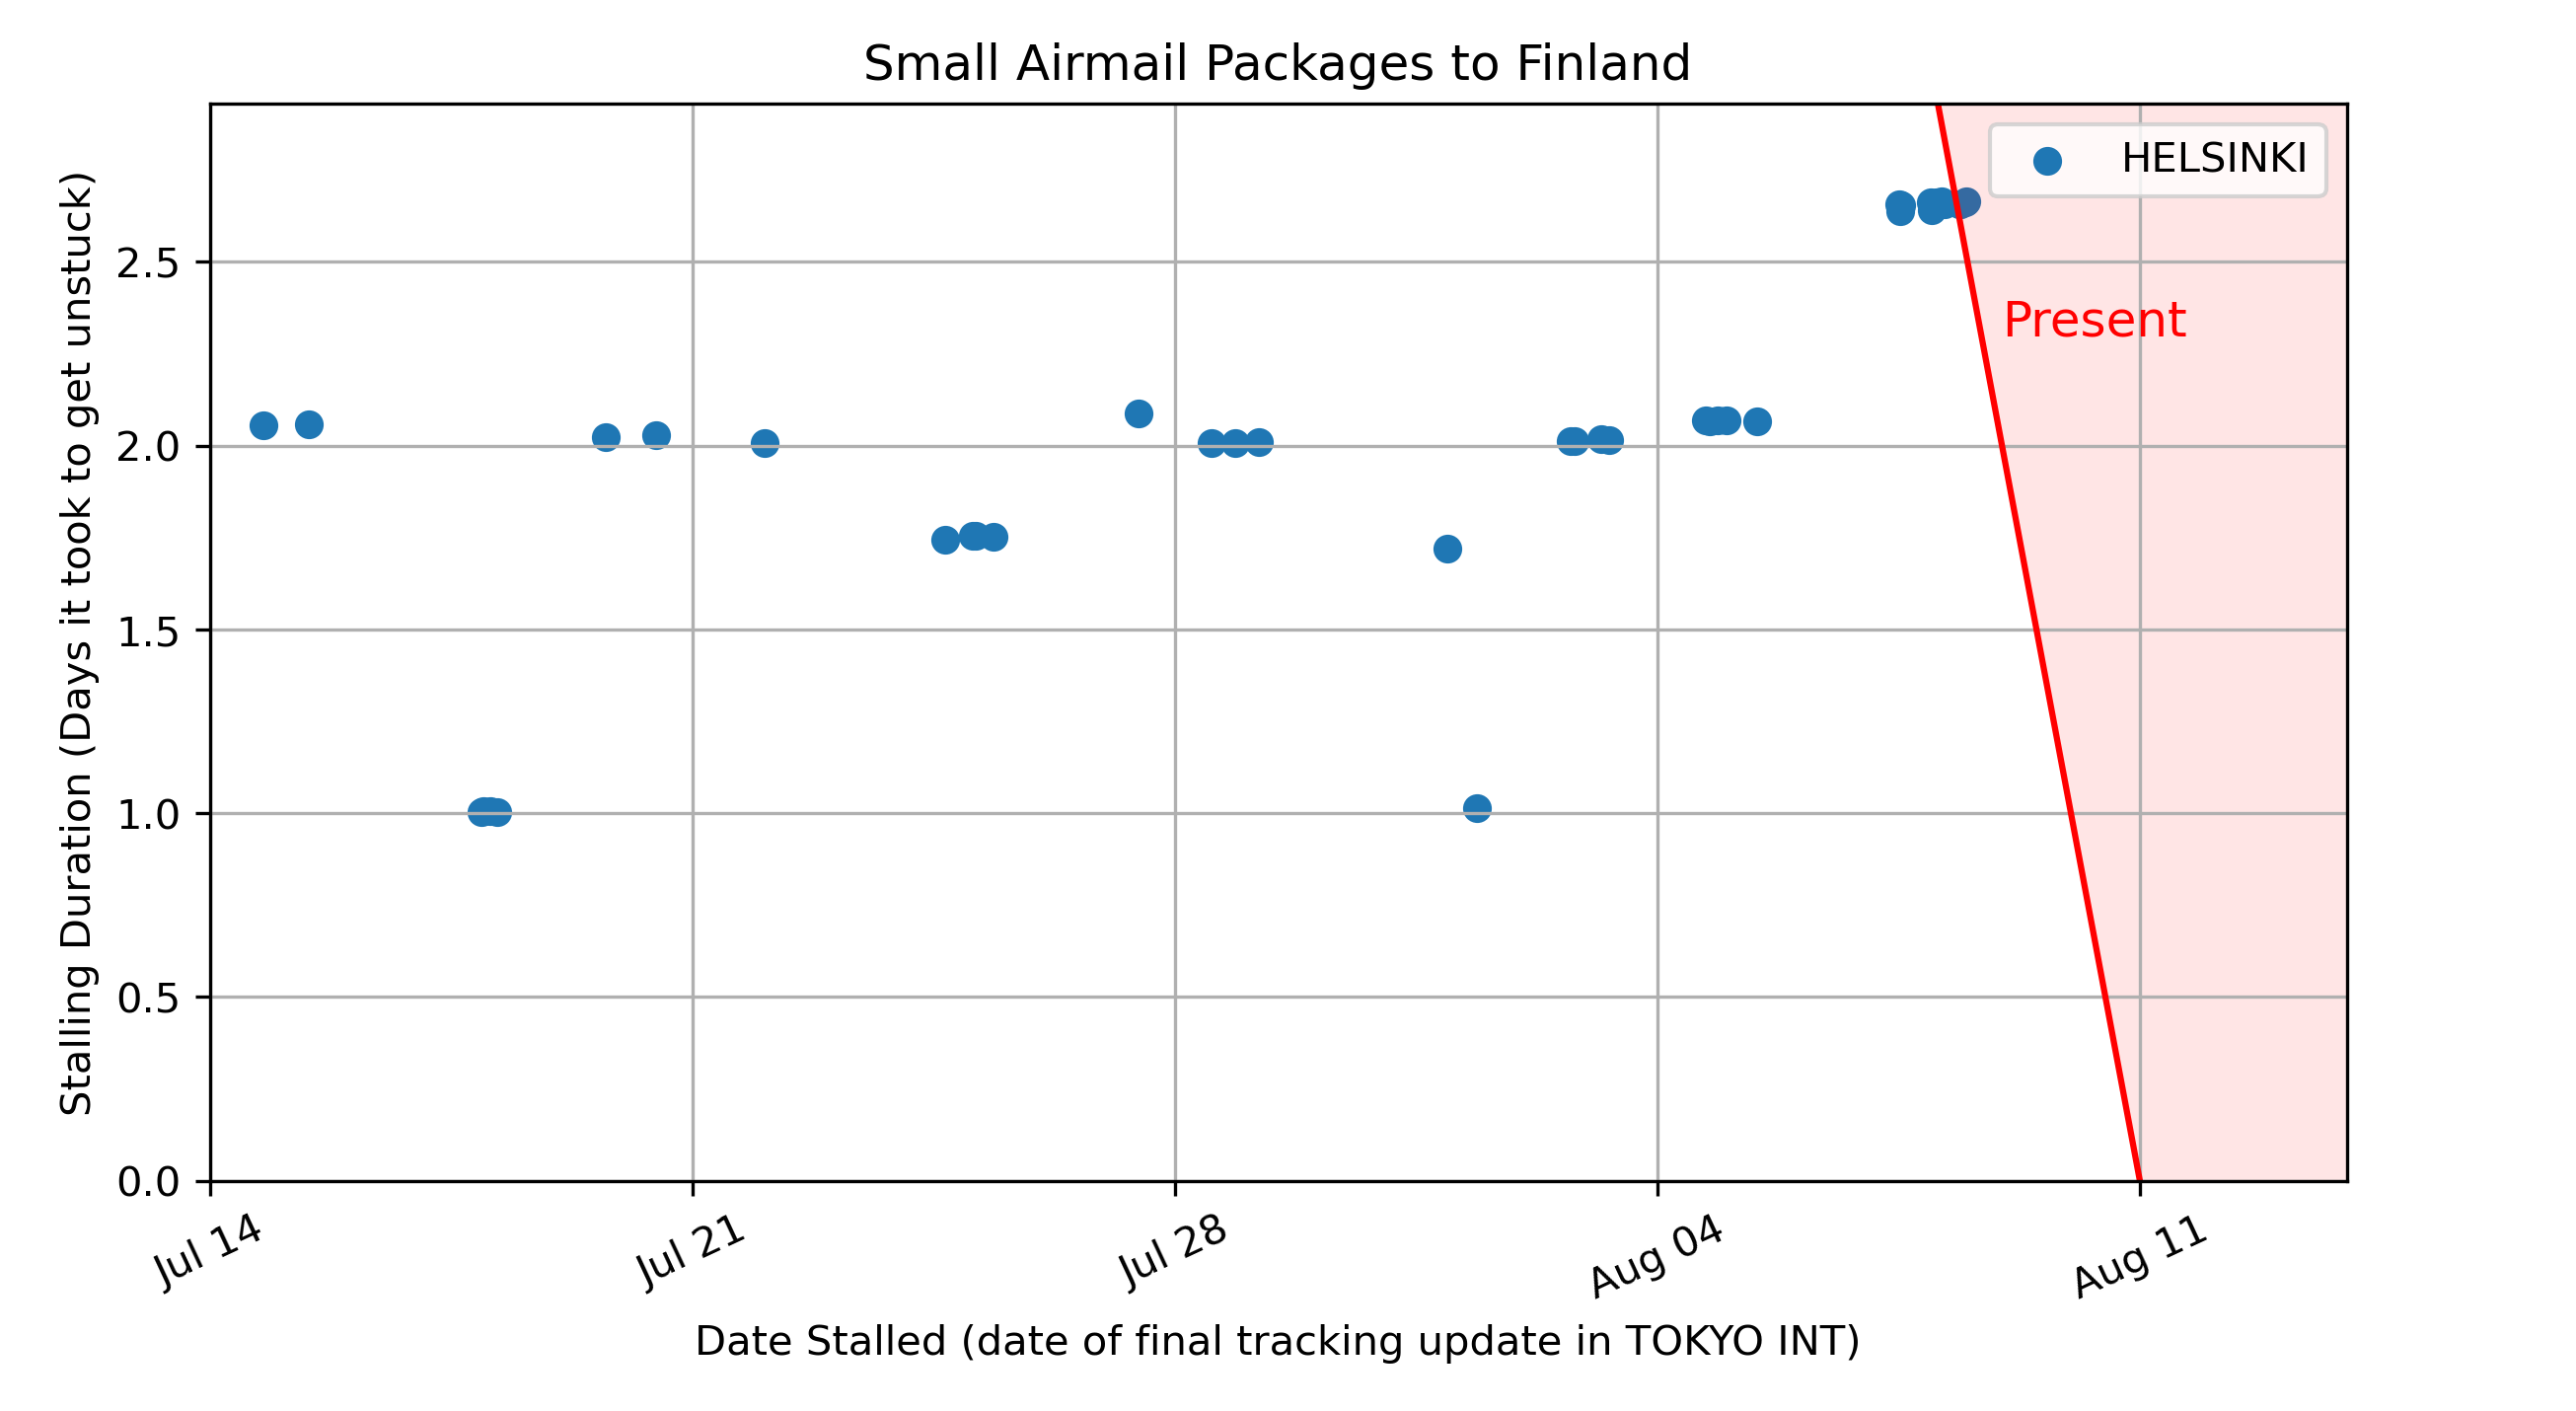 Small Airmail Packages to Finland
HELSINKI
Present
Stalling Duration (Days it took to get unstuck)
2.5
2.0
1.5
1.0
0.5
0.0
Jul 14
Jul 21
Jul 28
Aug 04
Aug 11
Date Stalled (date of final tracking update in TOKYO INT)